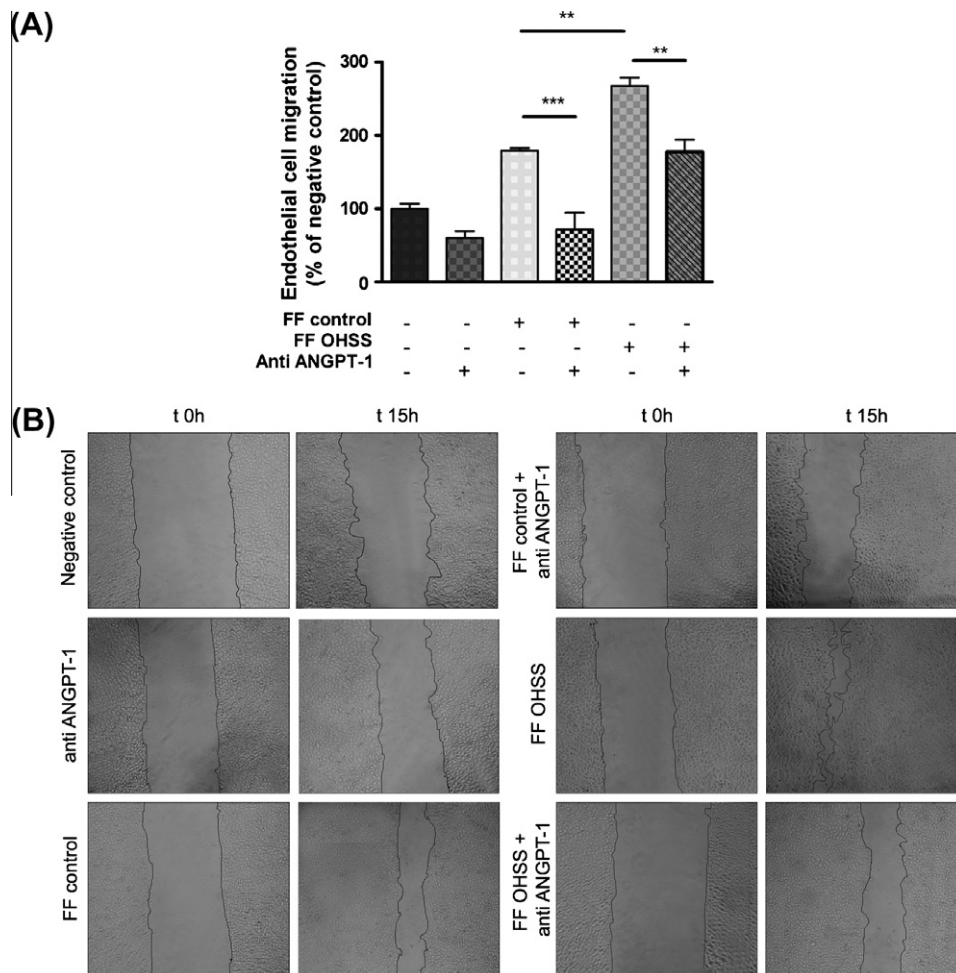 (A)
Endothelial cell migration
(% of negative control)
300
200
100
0
**
**
***
FF control - - + + - -
FF OHSS - - - - + +
Anti ANGPT-1 - + - + - +
(B)
t 0h t 15h t 0h t 15h
Negative control
FF control +
anti ANGPT-1
anti ANGPT-1
FF OHSS
FF control
FF OHSS +
anti ANGPT-1